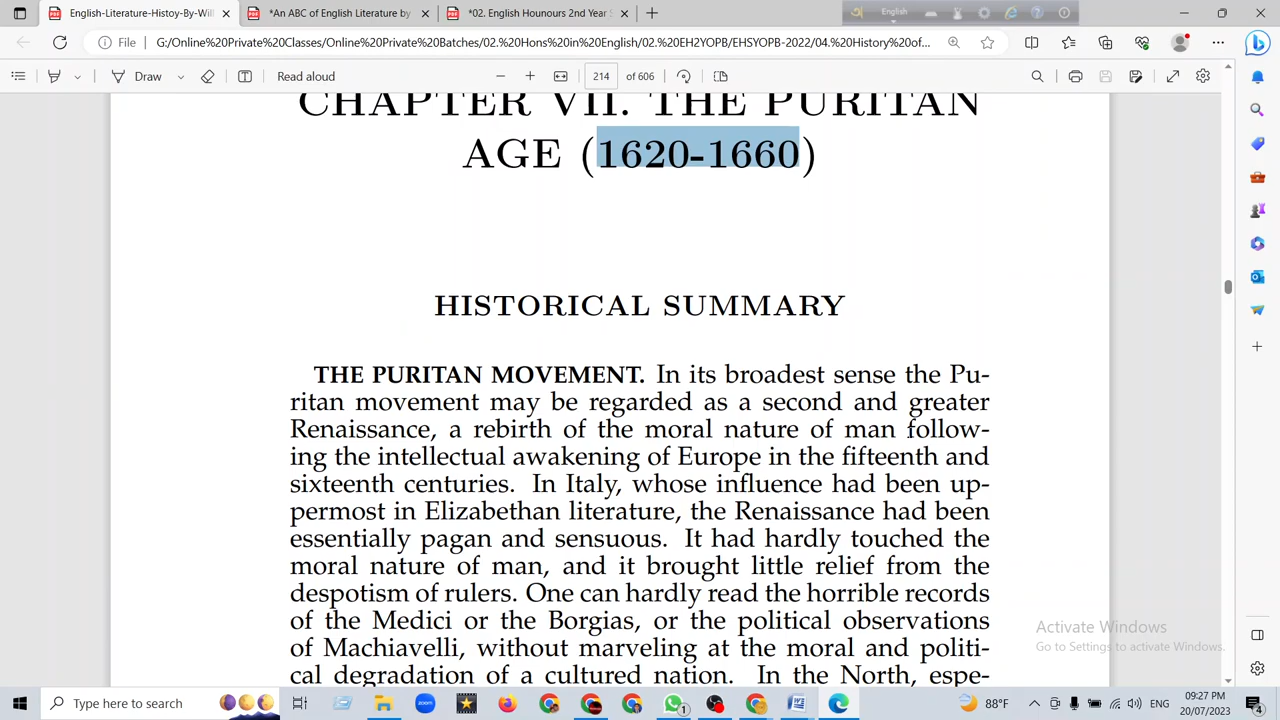 English-Literature-Histoy-By-Will
*An ABC of English Literature by
*02. English Hounours 2nd Year S
English
File
G:/Online%20Private%20Classes/Online%20Private%20Batches/02.%20Hons%20in%20English/02.%20EH2YOPB/EHSYOPB-2022/04.%20History%20of...
Draw
Read aloud
214
of 606
CHAPTER VII. THE PURITAN
AGE (1620-1660)
HISTORICAL SUMMARY
THE PURITAN MOVEMENT. In its broadest sense the Pu-
ritan movement may be regarded as a second and greater
Renaissance, a rebirth of the moral nature of man follow-
ing the intellectual awakening of Europe in the fifteenth and
sixteenth centuries. In Italy, whose influence had been up-
permost in Elizabethan literature, the Renaissance had been
essentially pagan and sensuous. It had hardly touched the
moral nature of man, and it brought little relief from the
despotism of rulers. One can hardly read the horrible records
of the Medici or the Borgias, or the political observations
of Machiavelli, without marveling at the moral and politi-
cal degradation of a cultured nation. In the North, espe-
Activate Windows
Go to Settings to activate Windows.
Type here to search
zoom
1
88°F
ENG
09:27 PM
20/07/2023
4